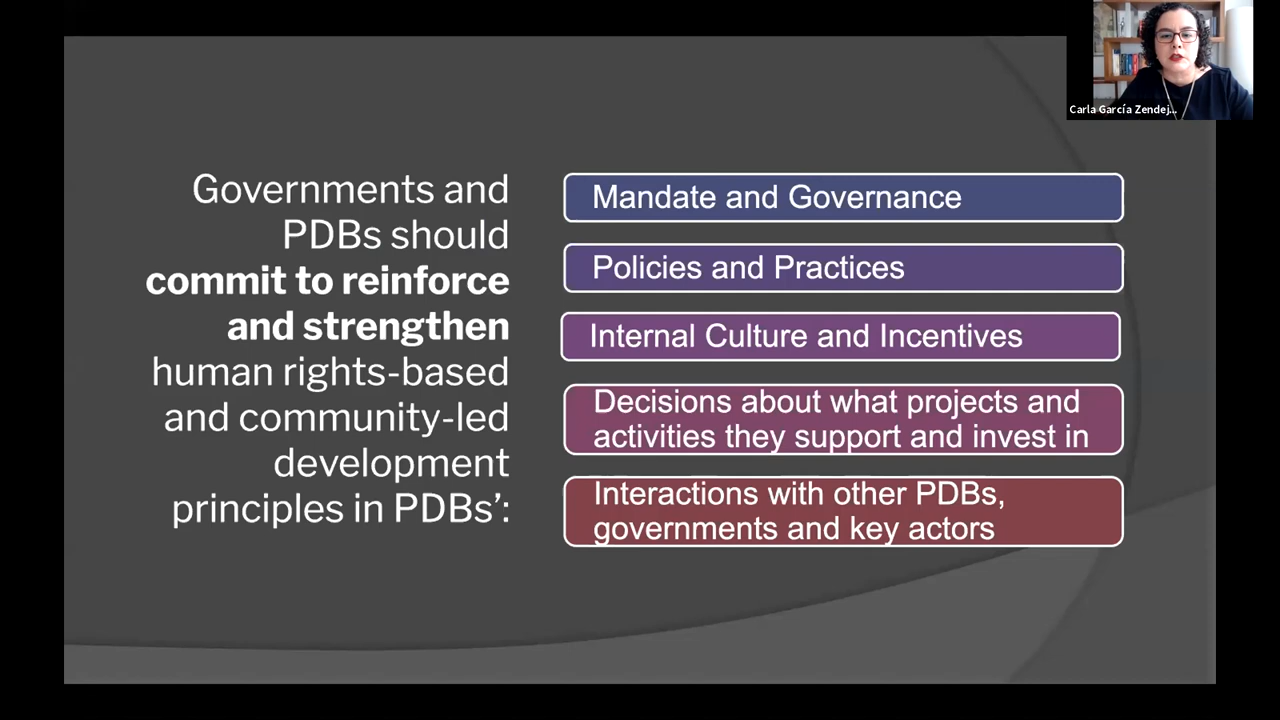 Carla García Zendej...
Governments and
PDBs should
commit to reinforce
and strengthen
human rights-based
and community-led
development
principles in PDBs’:
Mandate and Governance
Policies and Practices
Internal Culture and Incentives
Decisions about what projects and
activities they support and invest in
Interactions with other PDBs,
governments and key actors